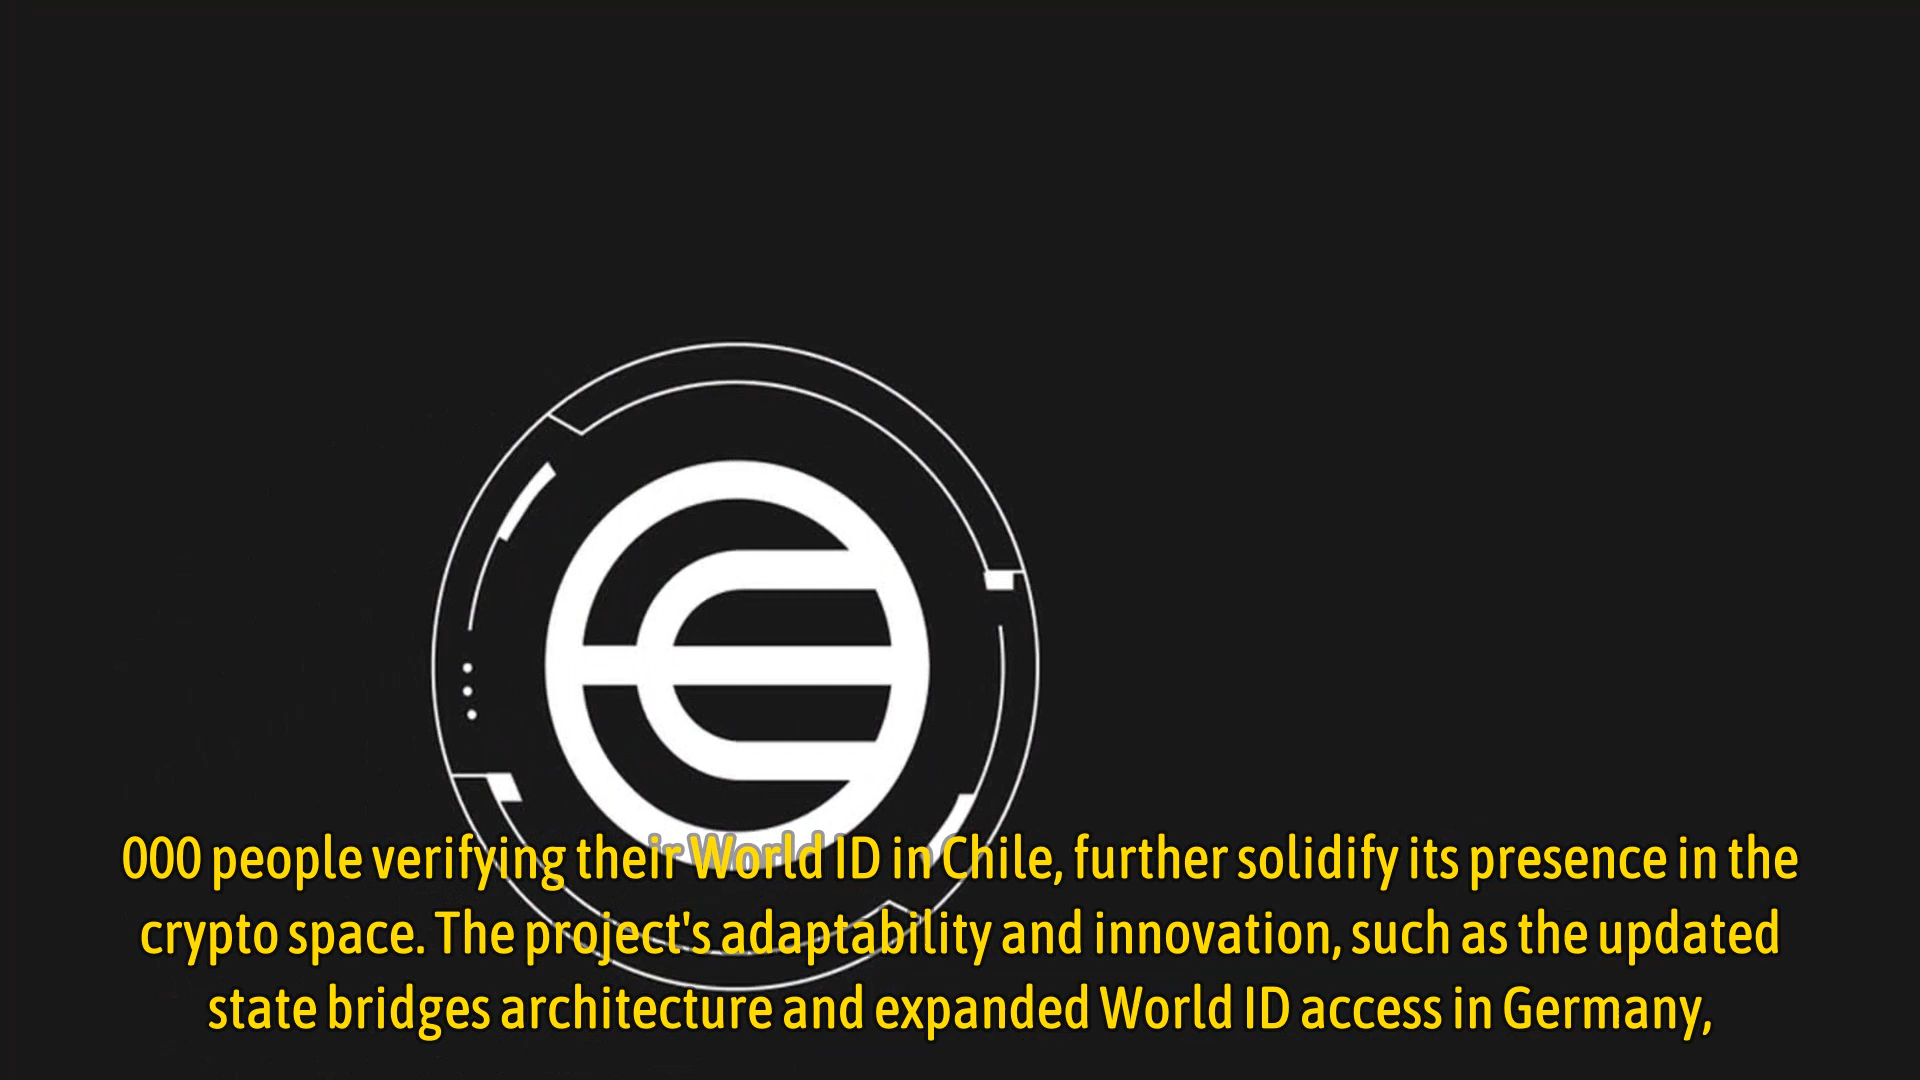 000 people verifying their World ID in Chile, further solidify its presence in the
crypto space. The project's adaptability and innovation, such as the updated
state bridges architecture and expanded World ID access in Germany,